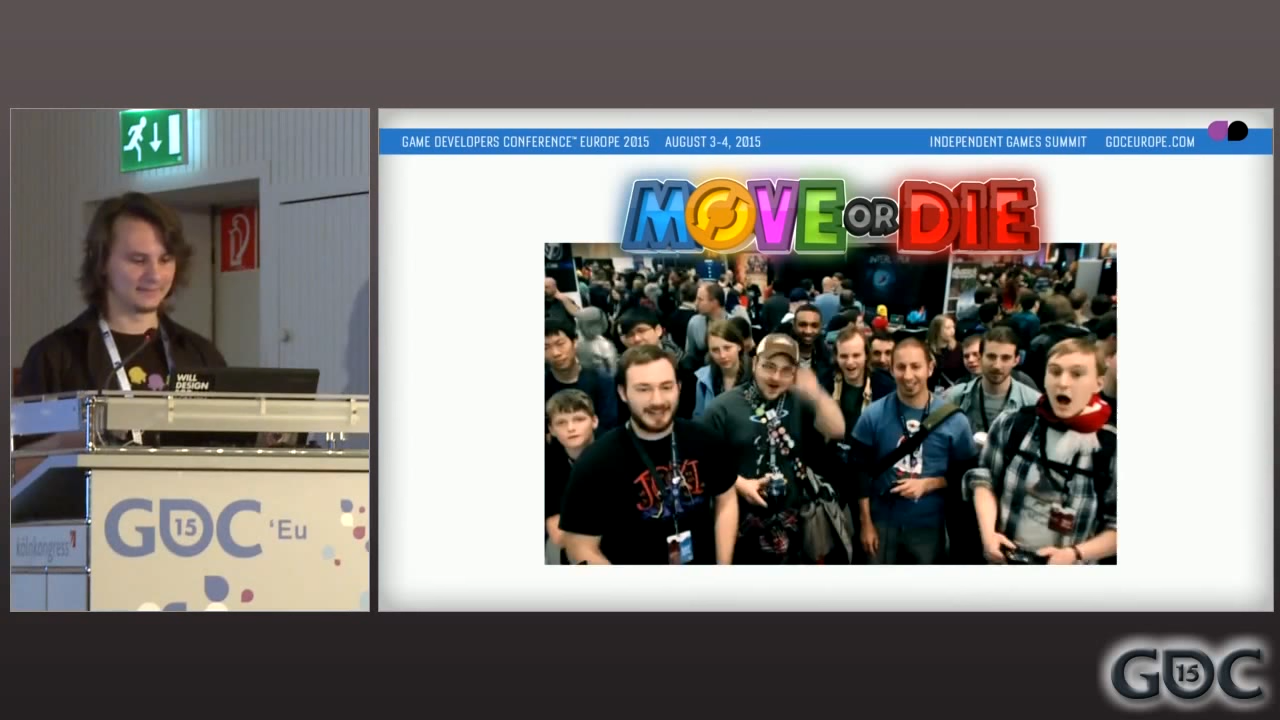 GAME DEVELOPERS CONFERENCE™ EUROPE 2015 AUGUST 3-4, 2015 INDEPENDENT GAMES SUMMIT GDCEUROPE.COM
MOVE OR DIE
WILL
DESIGN
GDC 15 'Eu
kölnkongress
GDC 15